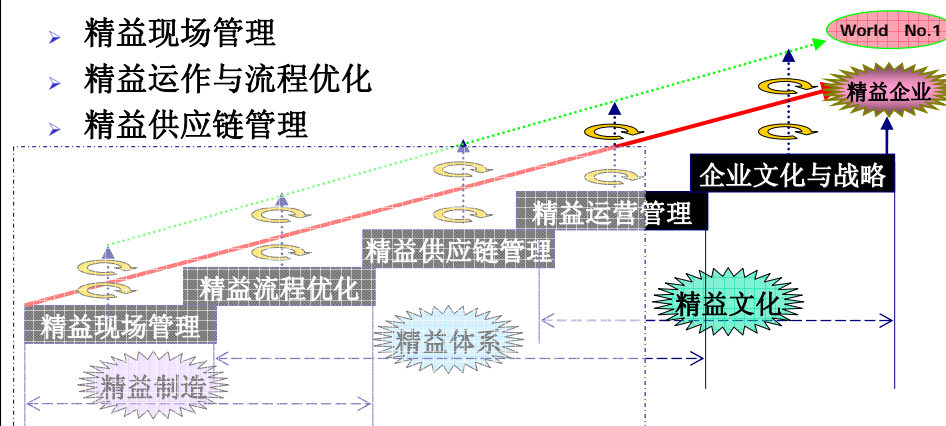 精益现场管理
精益运作与流程优化
精益供应链管理
World No.1
精益企业
企业文化与战略
精益运营管理
精益供应链管理
精益流程优化
精益现场管理
精益文化
精益体系
精益制造